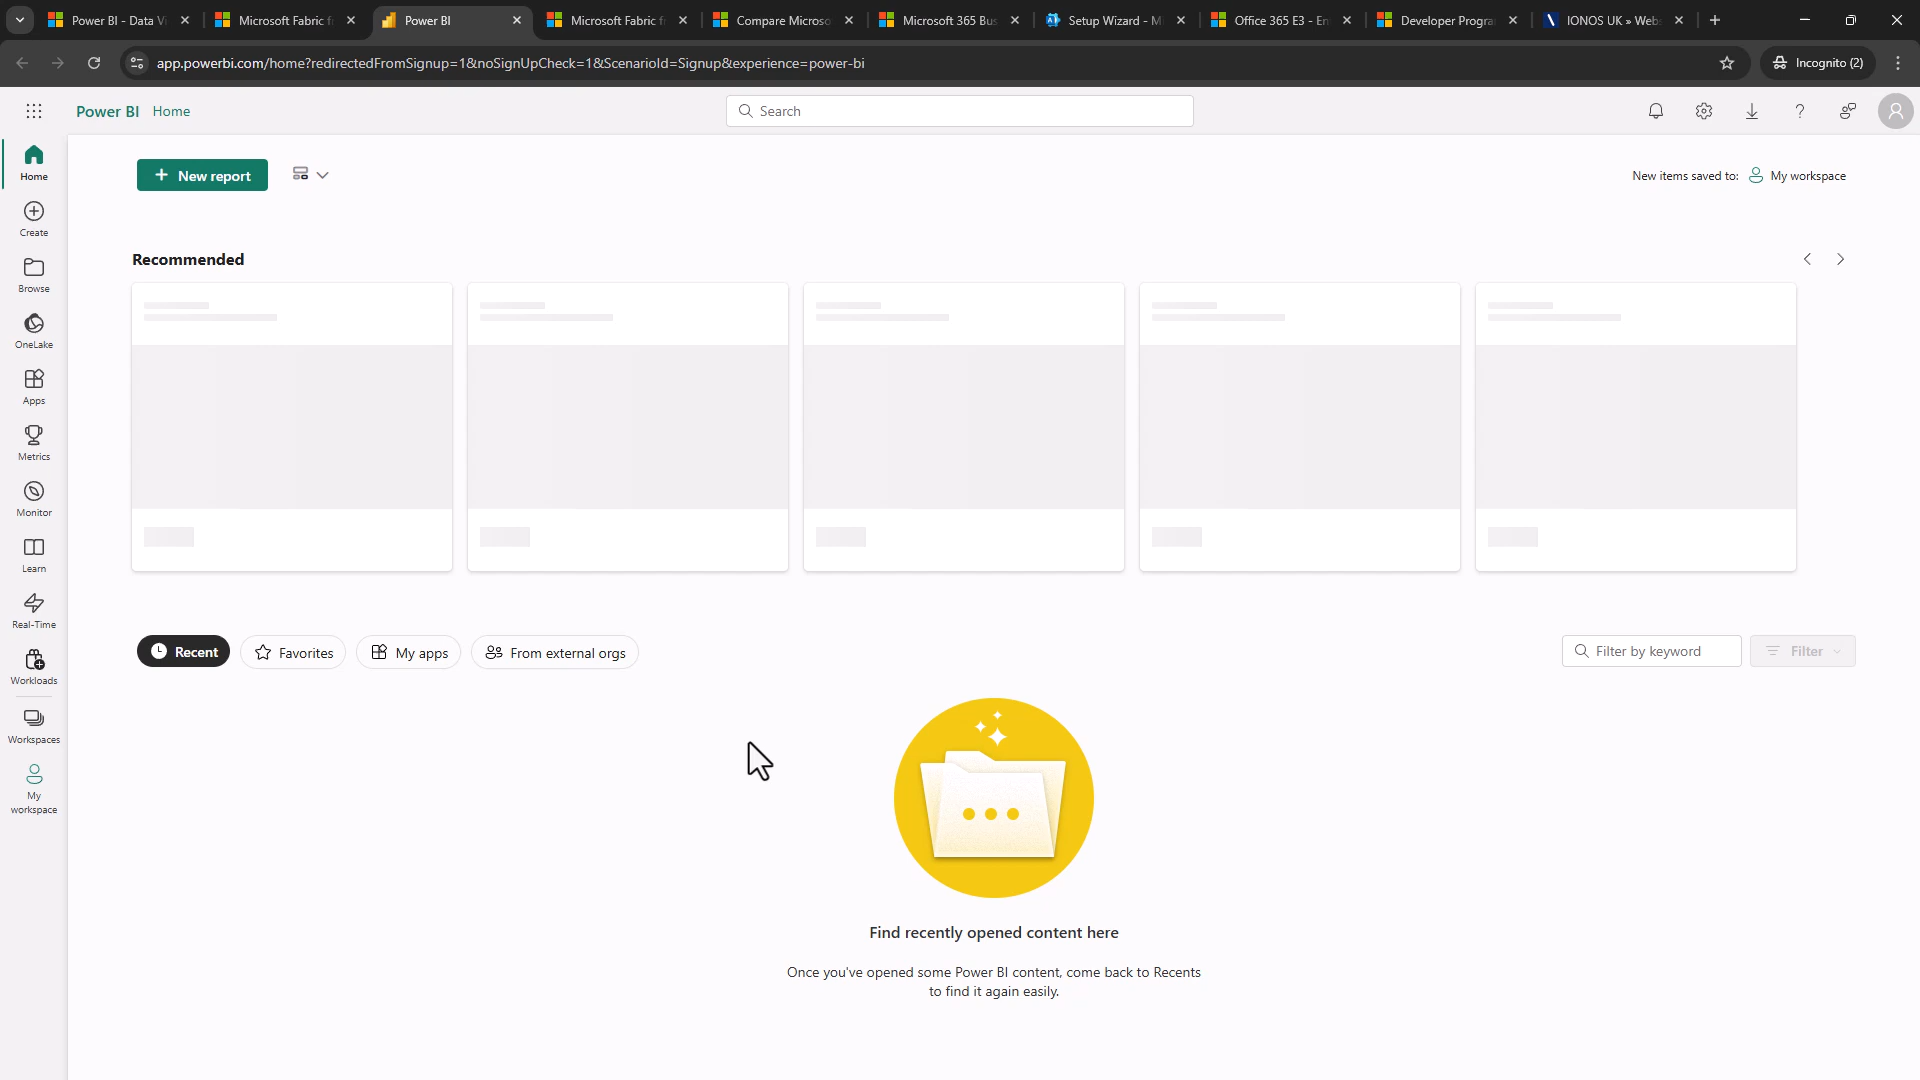 Power BI - Data Vi
Microsoft Fabric f
Power BI
Microsoft Fabric f
Compare Microso
Microsoft 365 Bus
Setup Wizard - M
Office 365 E3 - En
Developer Progra
IONOS UK » Web
app.powerbi.com/home?redirectedFromSignup=1&noSignUpCheck=1&ScenarioId=Signup&experience=power-bi
Incognito (2)
Power BI Home
Search
Home
Create
Browse
OneLake
Apps
Metrics
Monitor
Learn
Real-Time
Workloads
Workspaces
My
workspace
New report
New items saved to: My workspace
Recommended
Recent
Favorites
My apps
From external orgs
Filter by keyword
Filter
Find recently opened content here
Once you've opened some Power BI content, come back to Recents
to find it again easily.